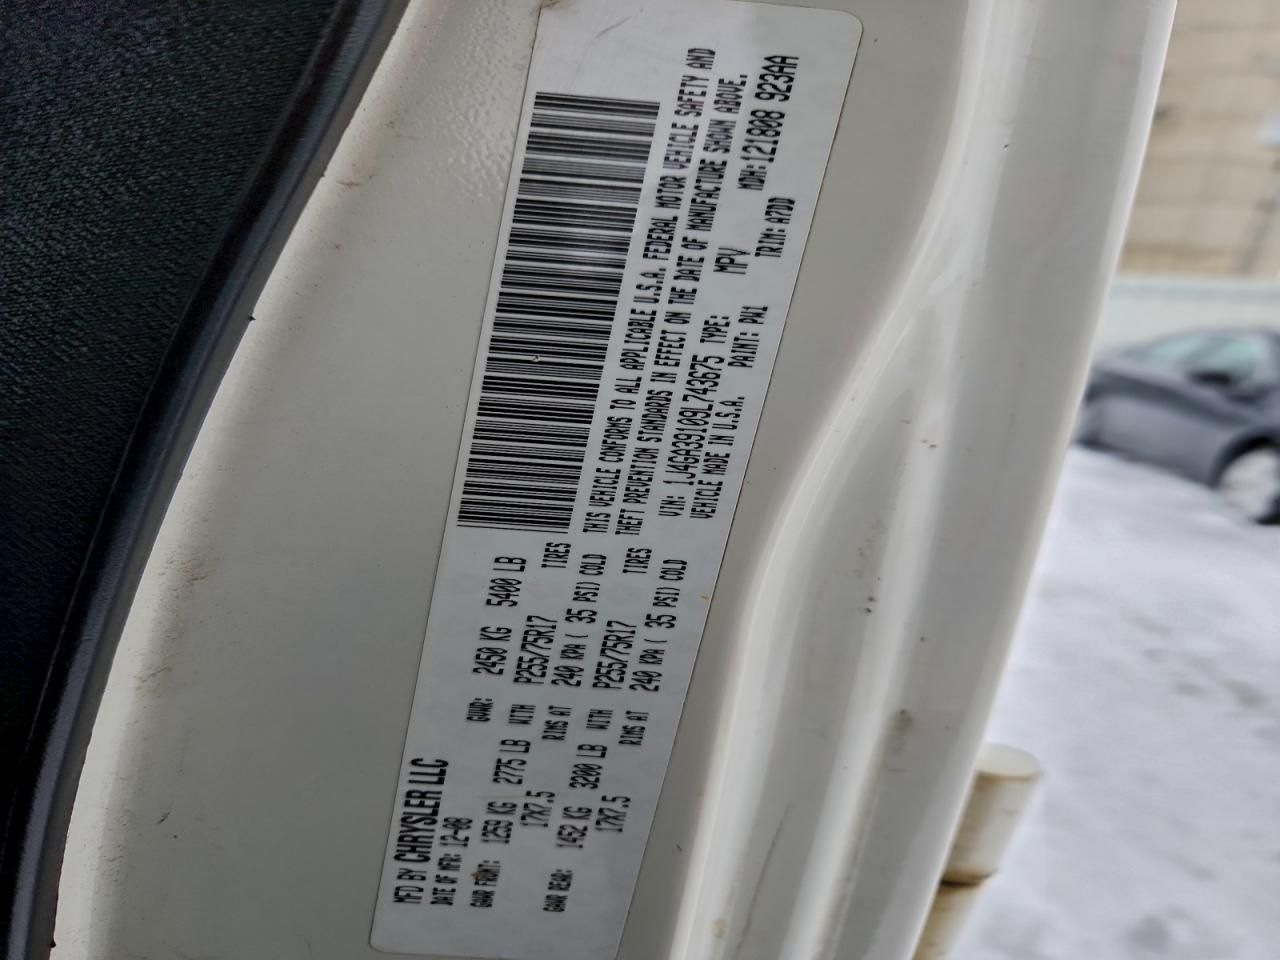 MFD BY CHRYSLER LLC
DATE OF MFR: 12-08 GVWR: 2450 KG 5400 LB
GAWR FRONT: 1259 KG 2775 LB WITH P255/75R17 TIRES
17X7.5 RIMS AT 240 KPA ( 35 PSI) COLD
GAWR REAR: 1452 KG 3200 LB WITH P255/75R17 TIRES
17X7.5 RIMS AT 240 KPA ( 35 PSI) COLD
THIS VEHICLE CONFORMS TO ALL APPLICABLE U.S.A. FEDERAL MOTOR VEHICLE SAFETY AND
THEFT PREVENTION STANDARDS IN EFFECT ON THE DATE OF MANUFACTURE SHOWN ABOVE.
VIN: 1J4GA39109L743675 TYPE: MPV MDH:121808 923AA
VEHICLE MADE IN U.S.A. PAINT: PW1 TRIM: A7DD